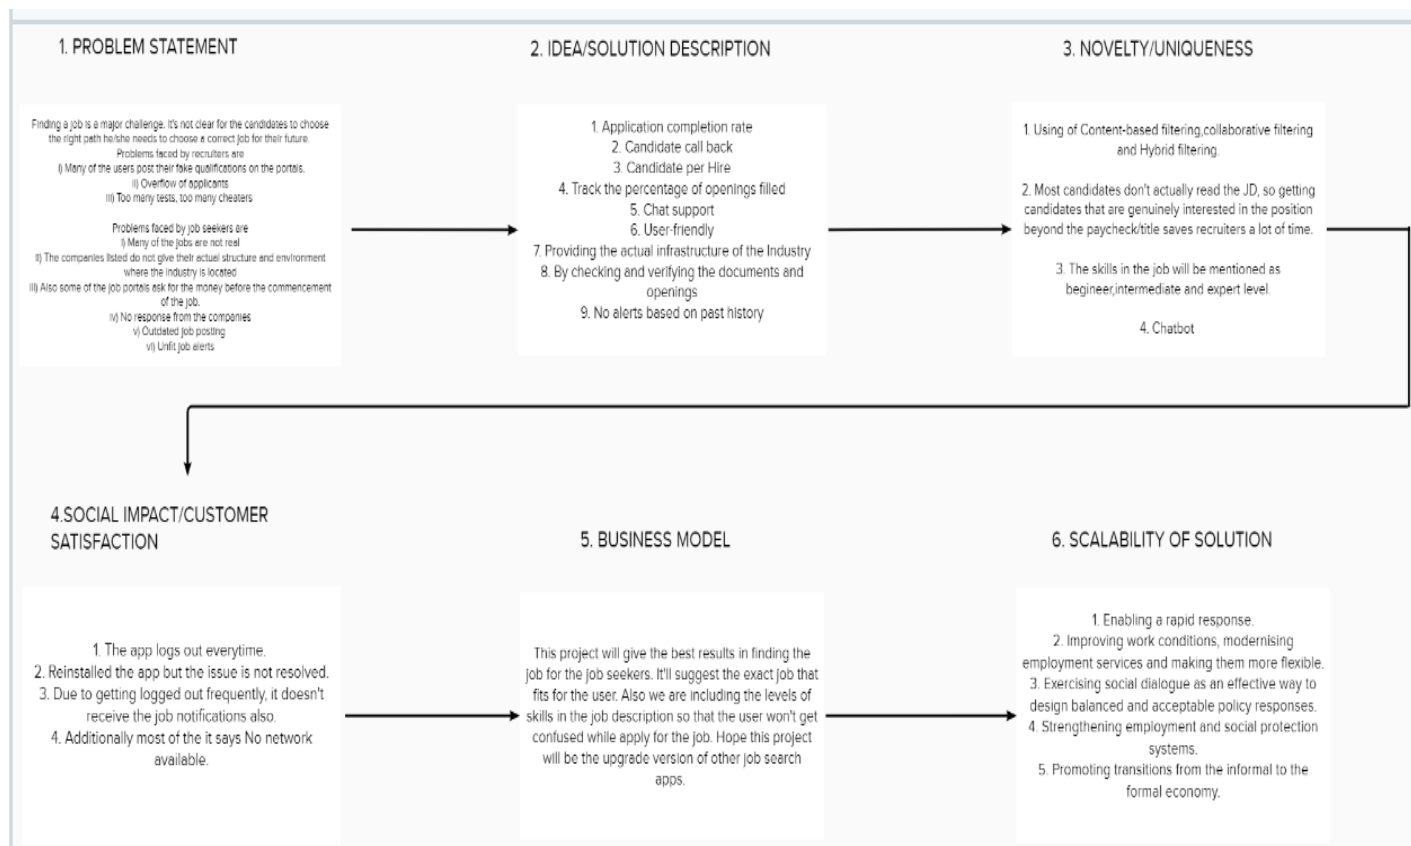 1. PROBLEM STATEMENT
Finding a job is a major challenge. It's not clear for the candidates to choose
the right path he/she needs to choose a correct job for their future.
Problems faced by recruiters are
i) Many of the users post their fake qualifications on the portals.
ii) Overflow of applicants
iii) Too many tests, too many cheaters
Problems faced by job seekers are
i) Many of the jobs are not real
ii) The companies listed do not give their actual structure and environment
where the industry is located
iii) Also some of the job portals ask for the money before the commencement
of the job.
iv) No response from the companies
v) Outdated job posting
vi) Unfit job alerts
2. IDEA/SOLUTION DESCRIPTION
1. Application completion rate
2. Candidate call back
3. Candidate per Hire
4. Track the percentage of openings filled
5. Chat support
6. User-friendly
7. Providing the actual infrastructure of the Industry
8. By checking and verifying the documents and
openings
9. No alerts based on past history
3. NOVELTY/UNIQUENESS
1. Using of Content-based filtering,collaborative filtering
and Hybrid filtering.
2. Most candidates don't actually read the JD, so getting
candidates that are genuinely interested in the position
beyond the paycheck/title saves recruiters a lot of time.
3. The skills in the job will be mentioned as
begineer,intermediate and expert level.
4. Chatbot
4.SOCIAL IMPACT/CUSTOMER
SATISFACTION
1. The app logs out everytime.
2. Reinstalled the app but the issue is not resolved.
3. Due to getting logged out frequently, it doesn't
receive the job notifications also.
4. Additionally most of the it says No network
available.
5. BUSINESS MODEL
This project will give the best results in finding the
job for the job seekers. It'll suggest the exact job that
fits for the user. Also we are including the levels of
skills in the job description so that the user won't get
confused while apply for the job. Hope this project
will be the upgrade version of other job search
apps.
6. SCALABILITY OF SOLUTION
1. Enabling a rapid response.
2. Improving work conditions, modernising
employment services and making them more flexible.
3. Exercising social dialogue as an effective way to
design balanced and acceptable policy responses.
4. Strengthening employment and social protection
systems.
5. Promoting transitions from the informal to the
formal economy.